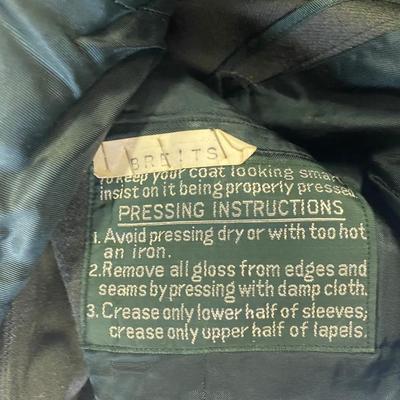 BREITS
To keep your coat looking smart
insist on it being properly pressed.
PRESSING INSTRUCTIONS
1. Avoid pressing dry or with too hot
an iron.
2. Remove all gloss from edges and
seams by pressing with damp cloth.
3. Crease only lower half of sleeves;
crease only upper half of lapels.